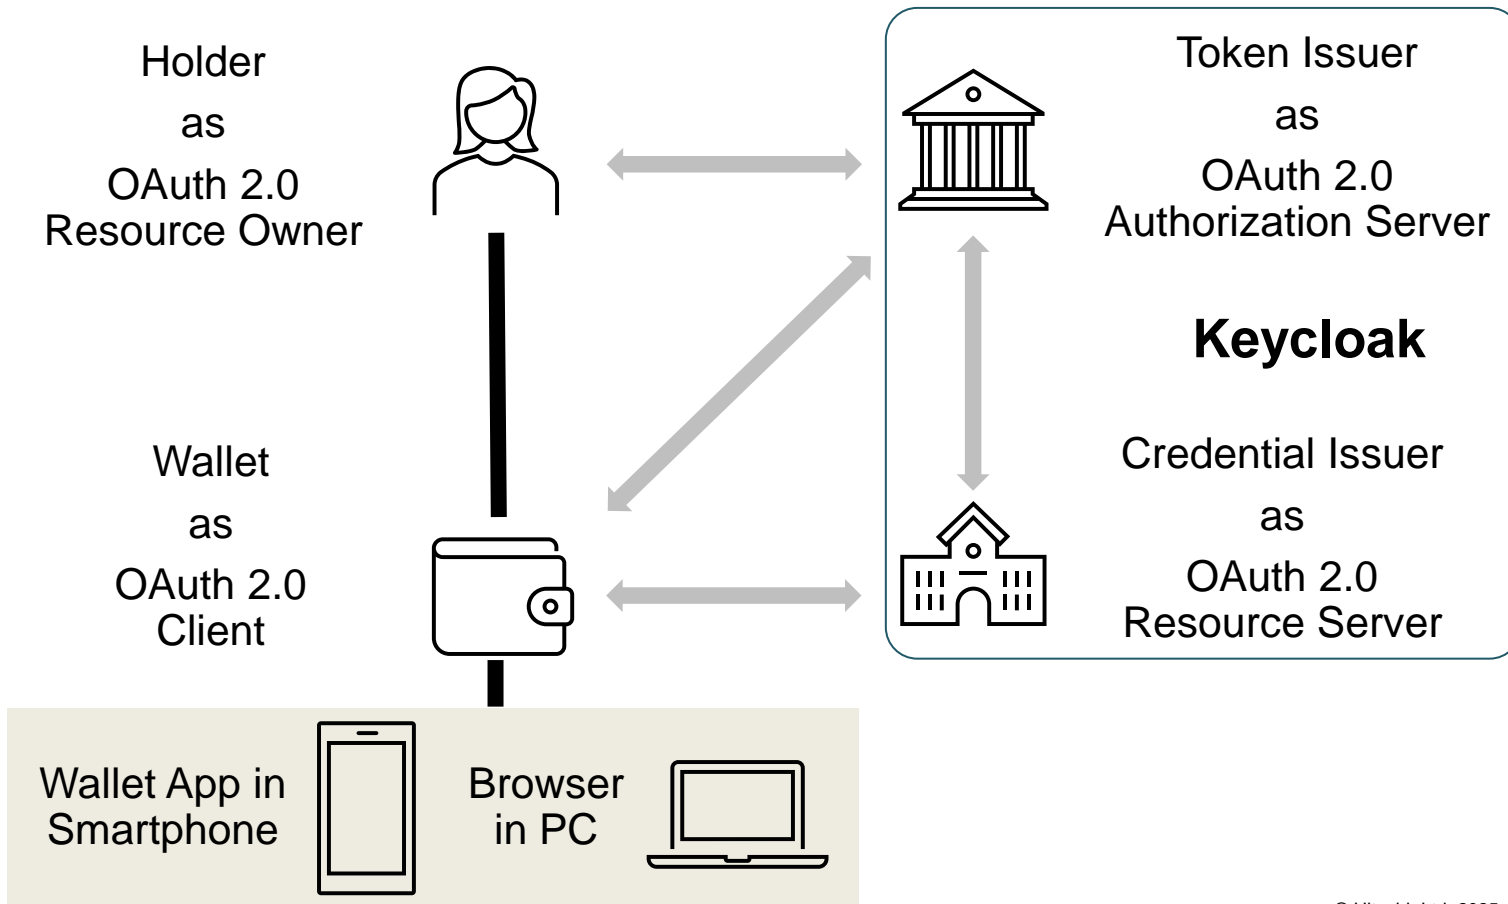 Holder
as
OAuth 2.0
Resource Owner
Token Issuer
as
OAuth 2.0
Authorization Server
Keycloak
Wallet
as
OAuth 2.0
Client
Credential Issuer
as
OAuth 2.0
Resource Server
Wallet App in
Smartphone
Browser
in PC